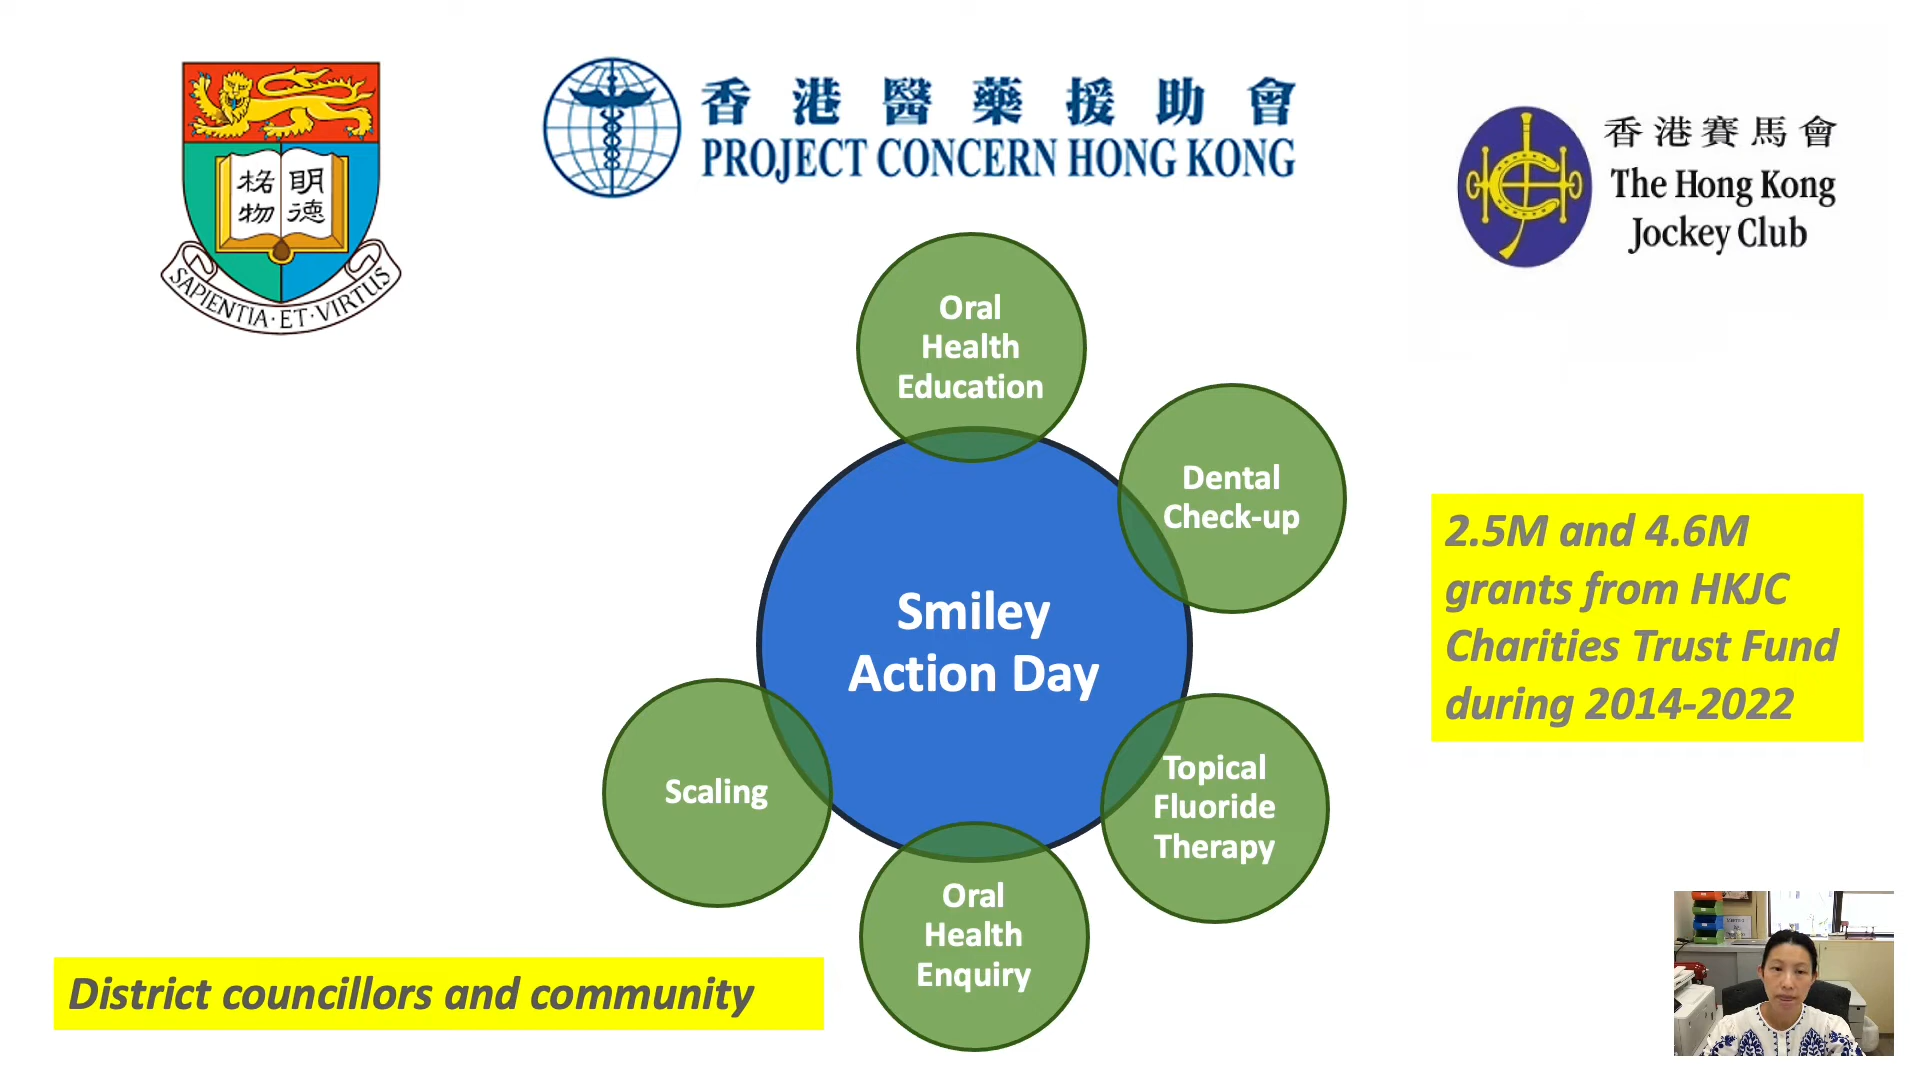 明
德
格
物
SAPIENTIA·ET·VIRTUS
香港醫藥援助會
PROJECT CONCERN HONG KONG
香港賽馬會
The Hong Kong
Jockey Club
Oral
Health
Education
Dental
Check-up
Smiley
Action Day
2.5M and 4.6M
grants from HKJC
Charities Trust Fund
during 2014-2022
Scaling
Topical
Fluoride
Therapy
Oral
Health
Enquiry
District councillors and community